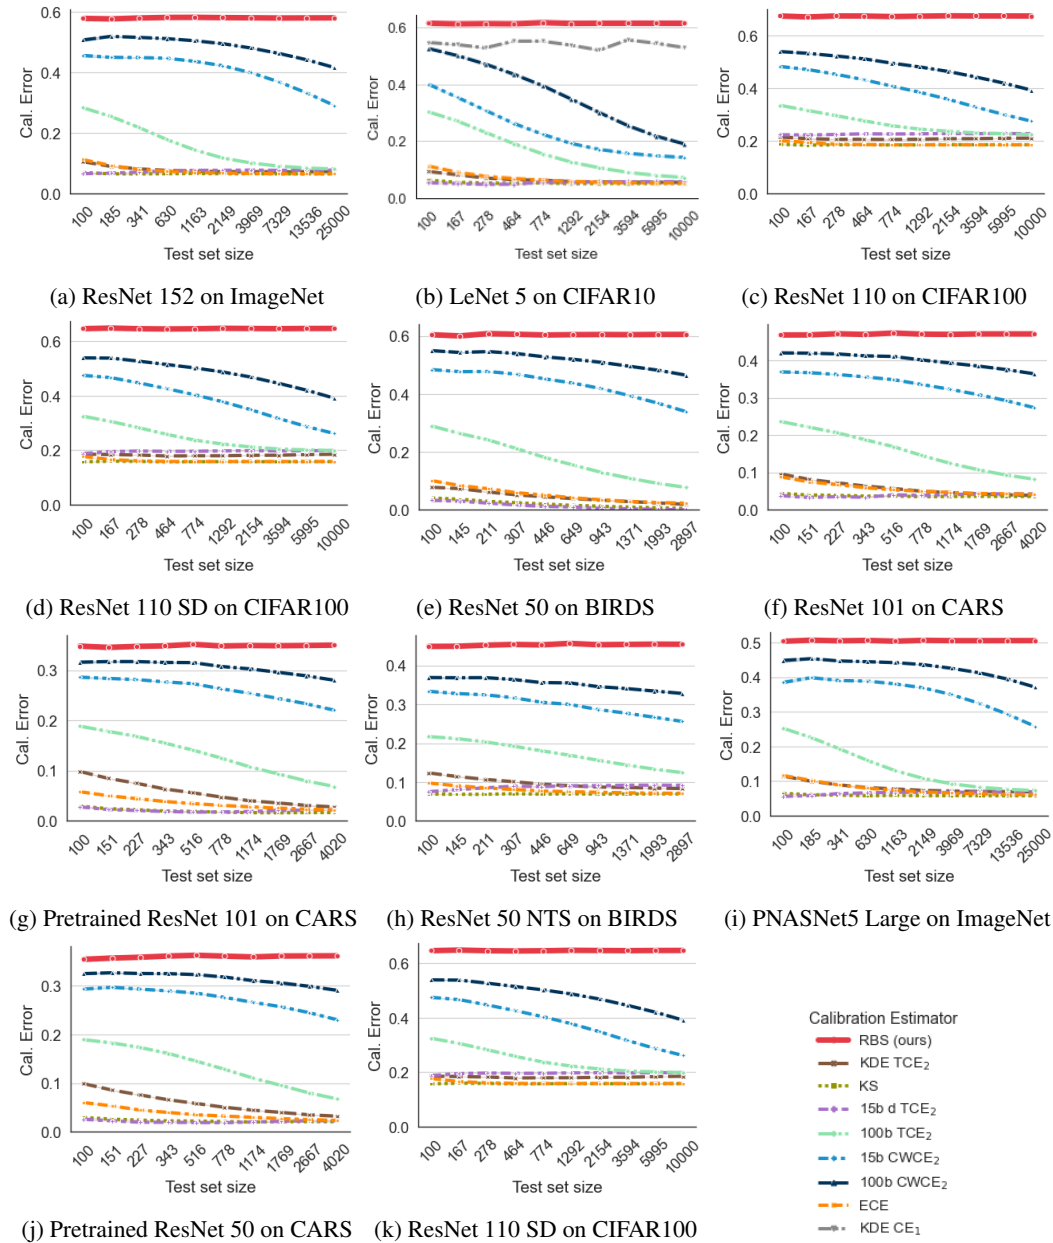 Cal. Error
0.6
0.4
0.2
0.0
100 185 341 630 1163 2149 3969 7329 13536 25000
Test set size
(a) ResNet 152 on ImageNet
Cal. Error
0.6
0.4
0.2
0.0
100 167 278 464 774 1292 2154 3594 5995 10000
Test set size
(b) LeNet 5 on CIFAR10
Cal. Error
0.6
0.4
0.2
0.0
100 167 278 464 774 1292 2154 3594 5995 10000
Test set size
(c) ResNet 110 on CIFAR100
Cal. Error
0.6
0.4
0.2
0.0
100 167 278 464 774 1292 2154 3594 5995 10000
Test set size
(d) ResNet 110 SD on CIFAR100
Cal. Error
0.6
0.4
0.2
0.0
100 145 211 307 446 649 943 1371 1993 2897
Test set size
(e) ResNet 50 on BIRDS
Cal. Error
0.4
0.3
0.2
0.1
0.0
100 151 227 343 516 778 1174 1769 2667 4020
Test set size
(f) ResNet 101 on CARS
Cal. Error
0.3
0.2
0.1
0.0
100 151 227 343 516 778 1174 1769 2667 4020
Test set size
(g) Pretrained ResNet 101 on CARS
Cal. Error
0.4
0.3
0.2
0.1
0.0
100 145 211 307 446 649 943 1371 1993 2897
Test set size
(h) ResNet 50 NTS on BIRDS
Cal. Error
0.5
0.4
0.3
0.2
0.1
0.0
100 185 341 630 1163 2149 3969 7329 13536 25000
Test set size
(i) PNASNet5 Large on ImageNet
Cal. Error
0.3
0.2
0.1
0.0
100 151 227 343 516 778 1174 1769 2667 4020
Test set size
(j) Pretrained ResNet 50 on CARS
Cal. Error
0.6
0.4
0.2
0.0
100 167 278 464 774 1292 2154 3594 5995 10000
Test set size
(k) ResNet 110 SD on CIFAR100
Calibration Estimator
RBS (ours)
KDE TCE₂
KS
15b d TCE₂
100b TCE₂
15b CWCE₂
100b CWCE₂
ECE
KDE CE₁